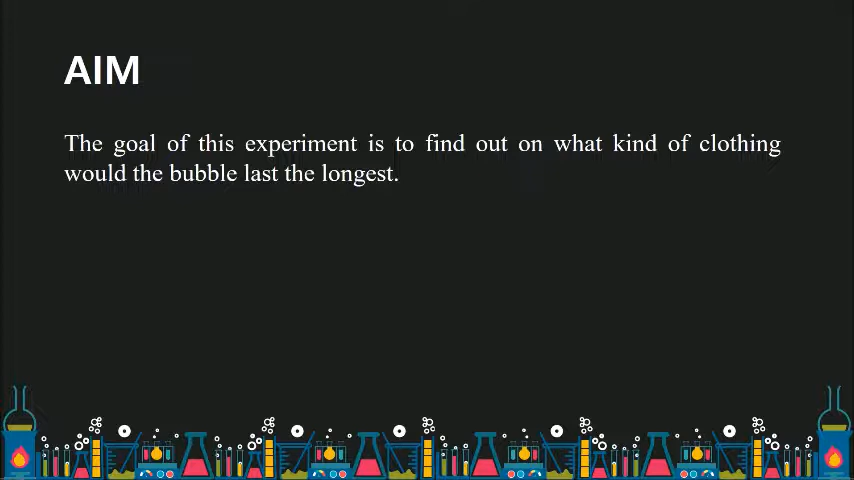 AIM
The goal of this experiment is to find out on what kind of clothing
would the bubble last the longest.